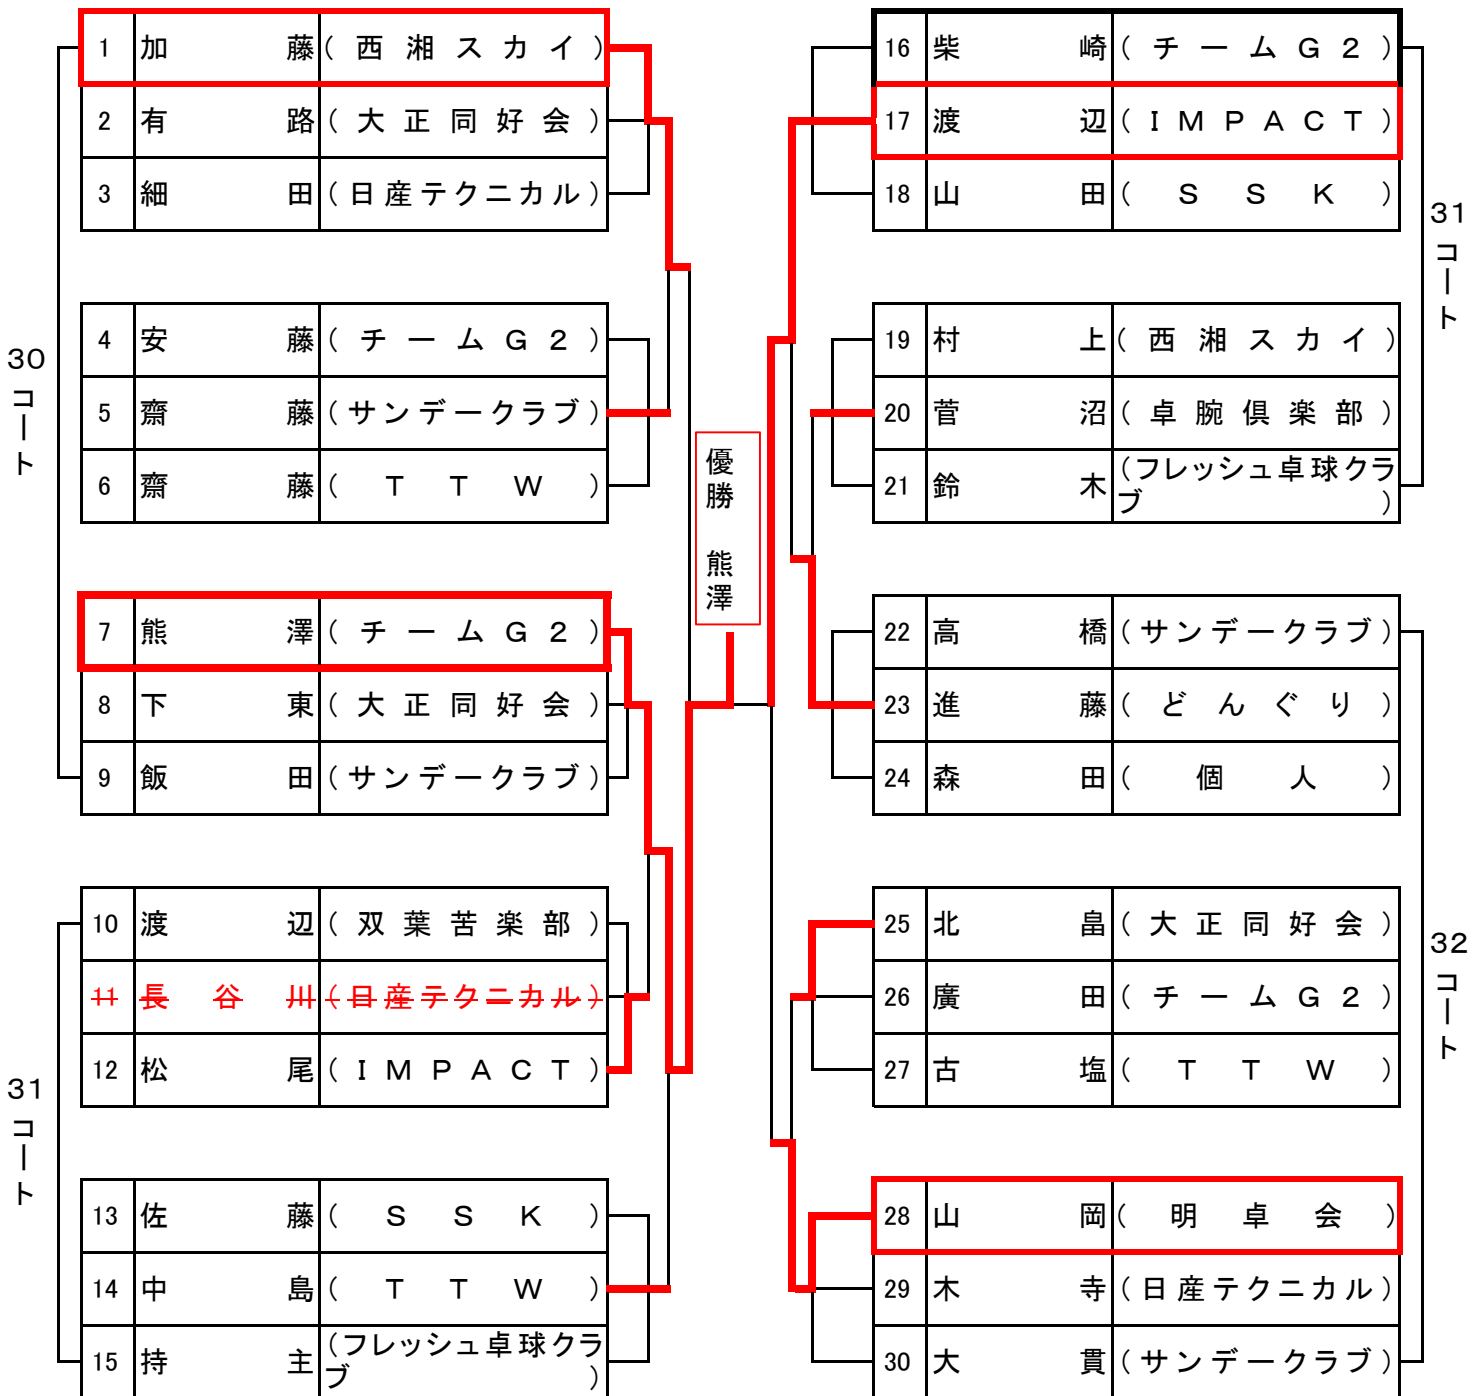 1 加藤(西湘スカイ)
2 有路(大正同好会)
3 細田(日産テクニカル)
4 安藤(チームG2)
5 齋藤(サンデークラブ)
6 齋藤(TTW)
7 熊澤(チームG2)
8 下東(大正同好会)
9 飯田(サンデークラブ)
10 渡辺(双葉苦楽部)
11 長谷川(日産テクニカル)
12 松尾(IMPACT)
13 佐藤(SSK)
14 中島(TTW)
15 持主(フレッシュ卓球クラ
ブ)
30コート
31コート
優勝 熊澤
16 柴崎(チームG2)
17 渡辺(IMPACT)
18 山田(SSK)
19 村上(西湘スカイ)
20 菅沼(卓腕倶楽部)
21 鈴木(フレッシュ卓球クラ
ブ)
22 高橋(サンデークラブ)
23 進藤(どんぐり)
24 森田(個人)
25 北畠(大正同好会)
26 廣田(チームG2)
27 古塩(TTW)
28 山岡(明卓会)
29 木寺(日産テクニカル)
30 大貫(サンデークラブ)
31コート
32コート